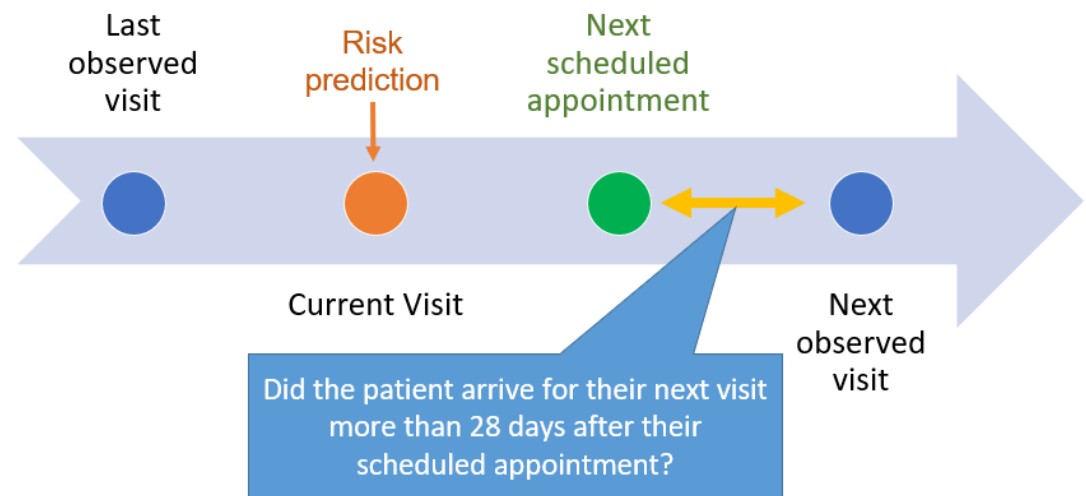 Last
observed
visit
Risk
prediction
Next
scheduled
appointment
Current Visit
Next
observed
visit
Did the patient arrive for their next visit
more than 28 days after their
scheduled appointment?